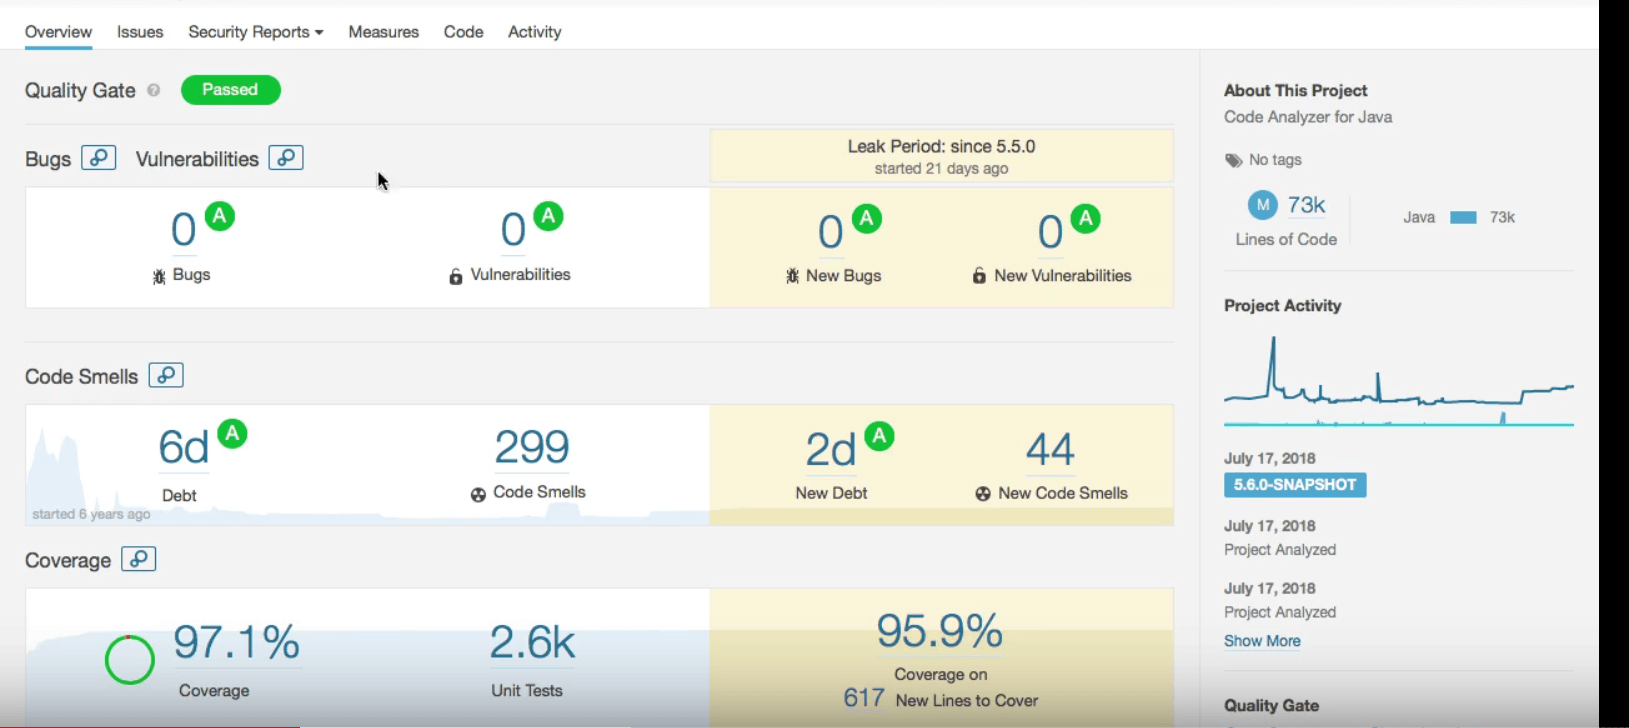 Overview Issues Security Reports Measures Code Activity
Quality Gate ? Passed
Bugs Vulnerabilities
Leak Period: since 5.5.0
started 21 days ago
0 A
Bugs
0 A
Vulnerabilities
0 A
New Bugs
0 A
New Vulnerabilities
Code Smells
6d A
Debt
started 6 years ago
299
Code Smells
2d A
New Debt
44
New Code Smells
Coverage
97.1%
Coverage
2.6k
Unit Tests
95.9%
Coverage on
617 New Lines to Cover
About This Project
Code Analyzer for Java
No tags
M 73k
Lines of Code
Java 73k
Project Activity
July 17, 2018
5.6.0-SNAPSHOT
July 17, 2018
Project Analyzed
July 17, 2018
Project Analyzed
Show More
Quality Gate